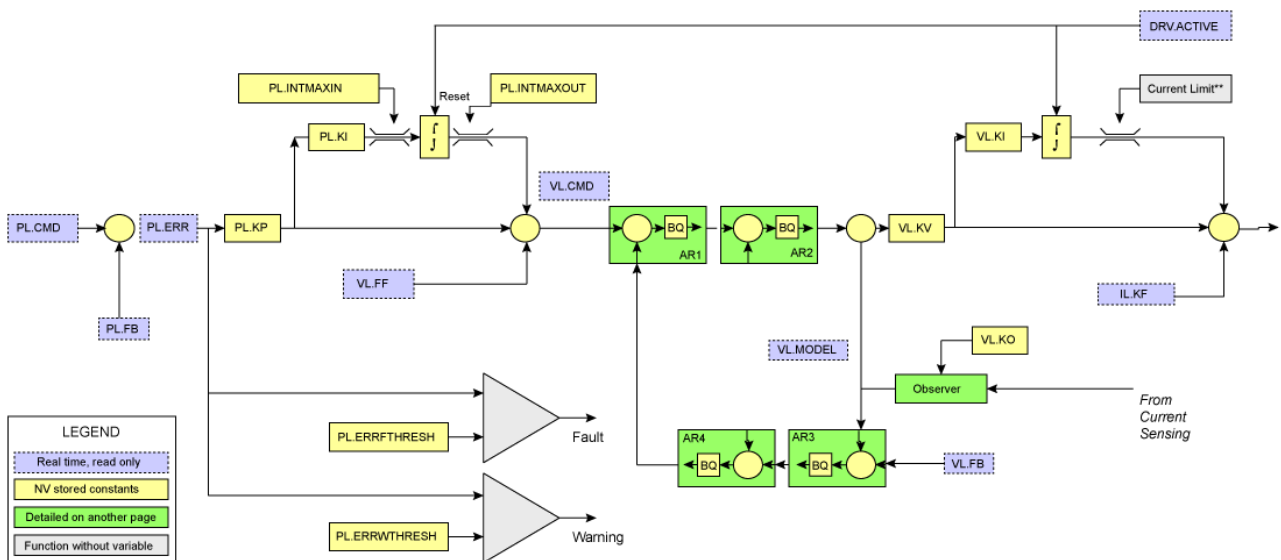 DRV.ACTIVE
PL.INTMAXIN
Reset
PL.INTMAXOUT
Current Limit**
PL.KI
VL.KI
VL.CMD
PL.CMD
PL.ERR
PL.KP
BQ
AR1
BQ
AR2
VL.KV
VL.FF
IL.KF
PL.FB
VL.MODEL
VL.KO
Observer
From
Current
Sensing
LEGEND
Real time, read only
NV stored constants
Detailed on another page
Function without variable
PL.ERRFTHRESH
Fault
AR4
BQ
AR3
BQ
VL.FB
PL.ERRWTHRESH
Warning